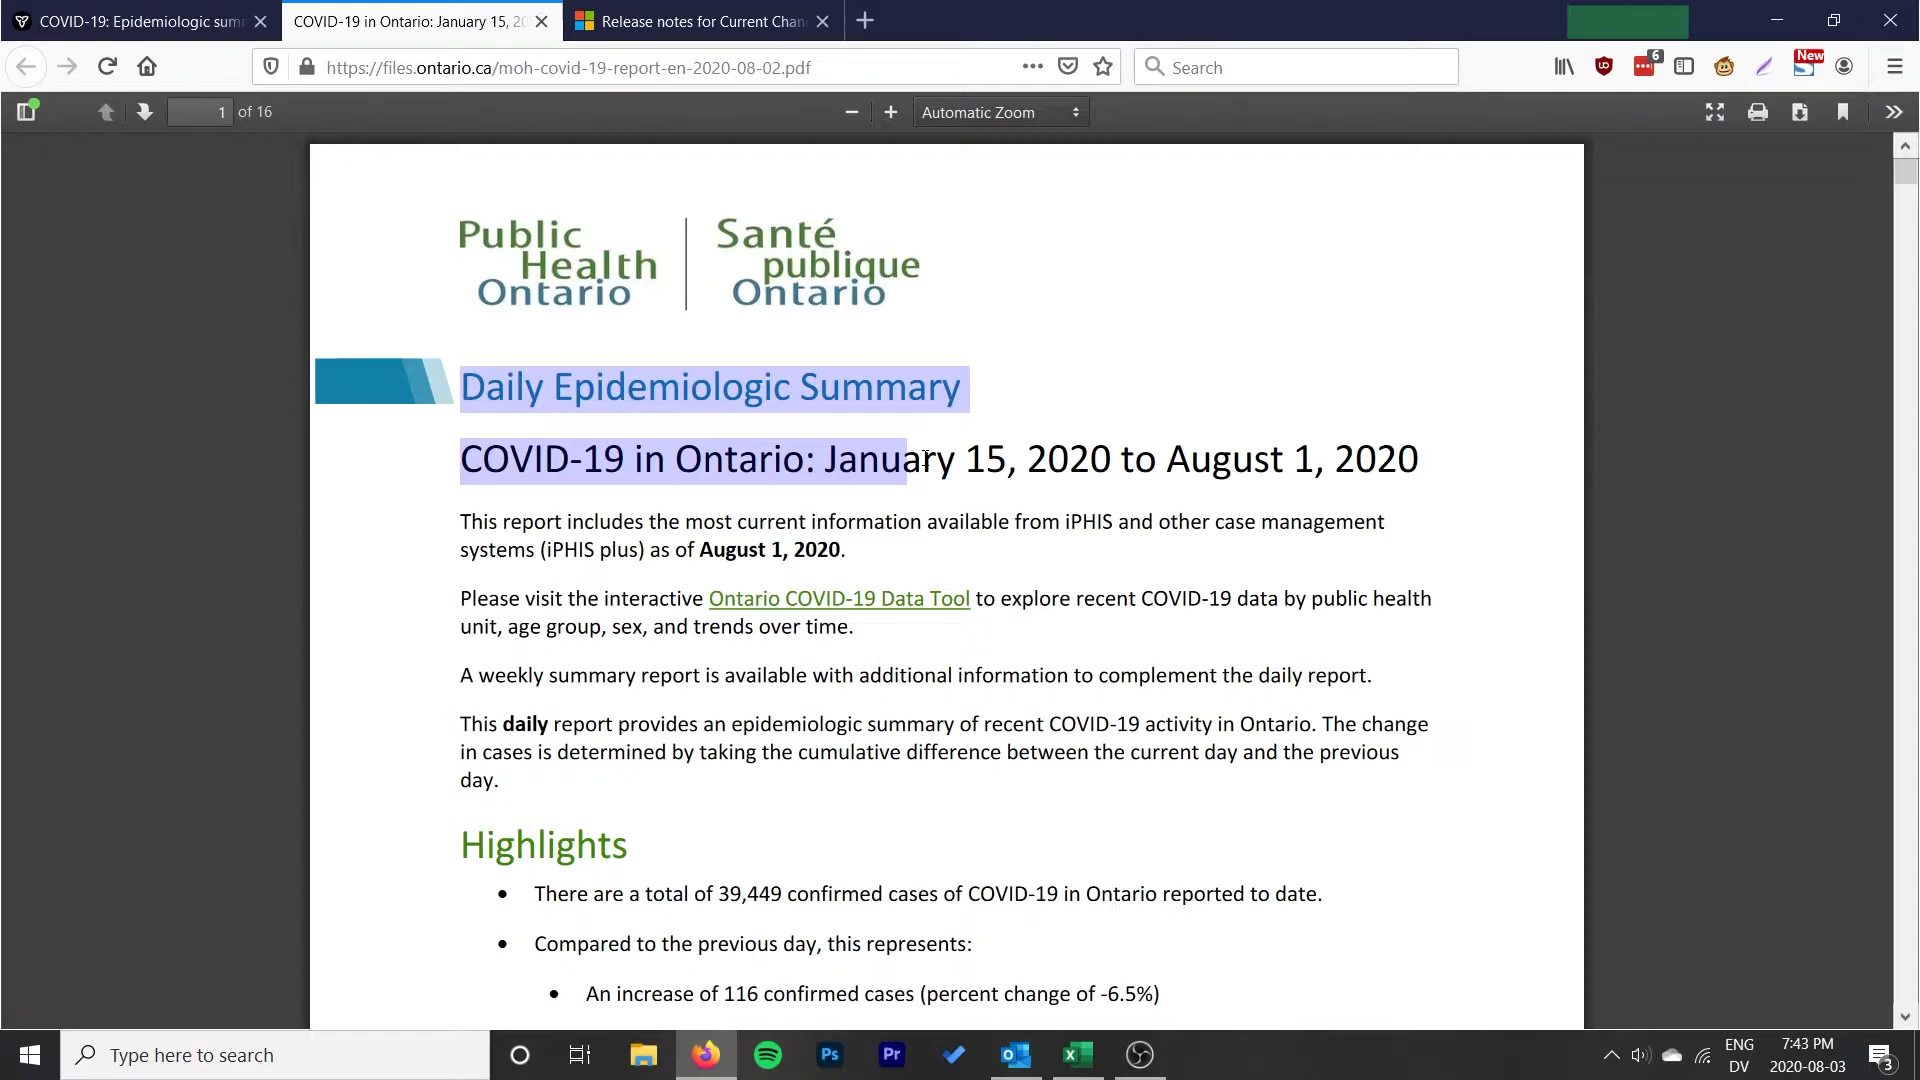 COVID-19: Epidemiologic sum
COVID-19 in Ontario: January 15, 20
Release notes for Current Chan
https://files.ontario.ca/moh-covid-19-report-en-2020-08-02.pdf
Search
6
New
1 of 16
Automatic Zoom
Public Health Ontario
Santé publique Ontario
Daily Epidemiologic Summary
COVID-19 in Ontario: January 15, 2020 to August 1, 2020
This report includes the most current information available from iPHIS and other case management
systems (iPHIS plus) as of August 1, 2020.
Please visit the interactive Ontario COVID-19 Data Tool to explore recent COVID-19 data by public health
unit, age group, sex, and trends over time.
A weekly summary report is available with additional information to complement the daily report.
This daily report provides an epidemiologic summary of recent COVID-19 activity in Ontario. The change
in cases is determined by taking the cumulative difference between the current day and the previous
day.
Highlights
• There are a total of 39,449 confirmed cases of COVID-19 in Ontario reported to date.
• Compared to the previous day, this represents:
• An increase of 116 confirmed cases (percent change of -6.5%)
Type here to search
Ps
Pr
ENG
DV
7:43 PM
2020-08-03
3